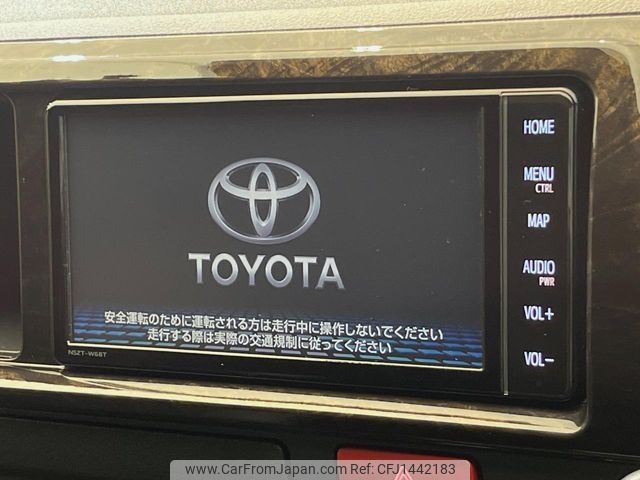 HOME
MENU
CTRL
MAP
AUDIO
PWR
VOL+
VOL-
TOYOTA
安全運転のために運転される方は走行中に操作しないでください
走行する際は実際の交通規制に従ってください
NSZT-W68T
www.CarFromJapan.com | Photo ID: CFJ1442183